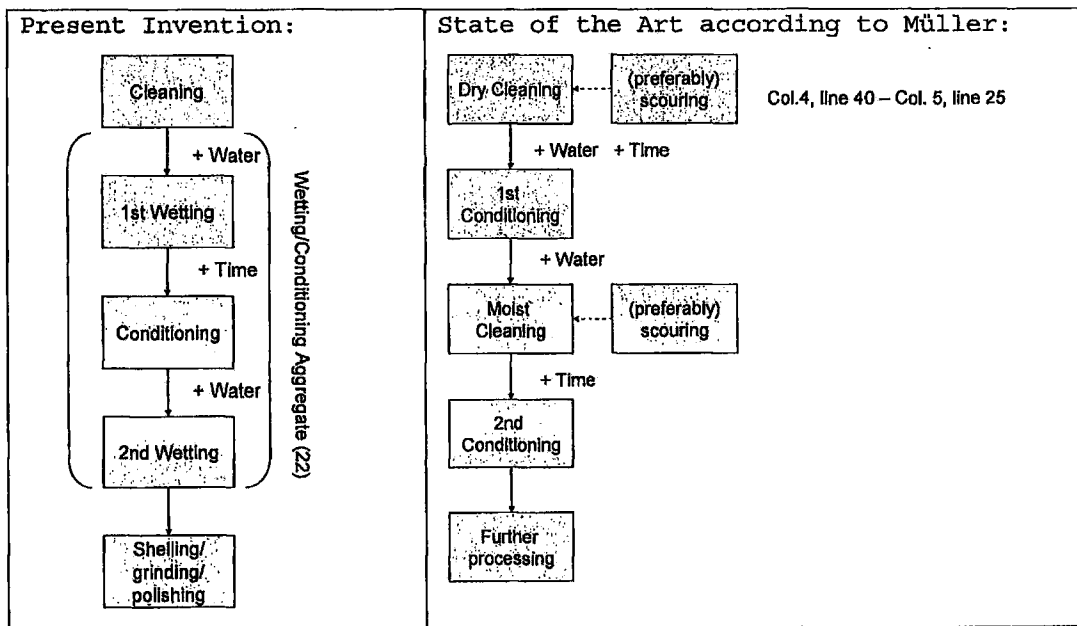 Present Invention:
Cleaning
+ Water
1st Wetting
+ Time
Conditioning
+ Water
2nd Wetting
Shelling/
grinding/
polishing
Wetting/Conditioning Aggregate (22)
State of the Art according to Müller:
Dry Cleaning
(preferably)
scouring
Col.4, line 40 – Col. 5, line 25
+ Water + Time
1st
Conditioning
+ Water
Moist
Cleaning
(preferably)
scouring
+ Time
2nd
Conditioning
Further
processing